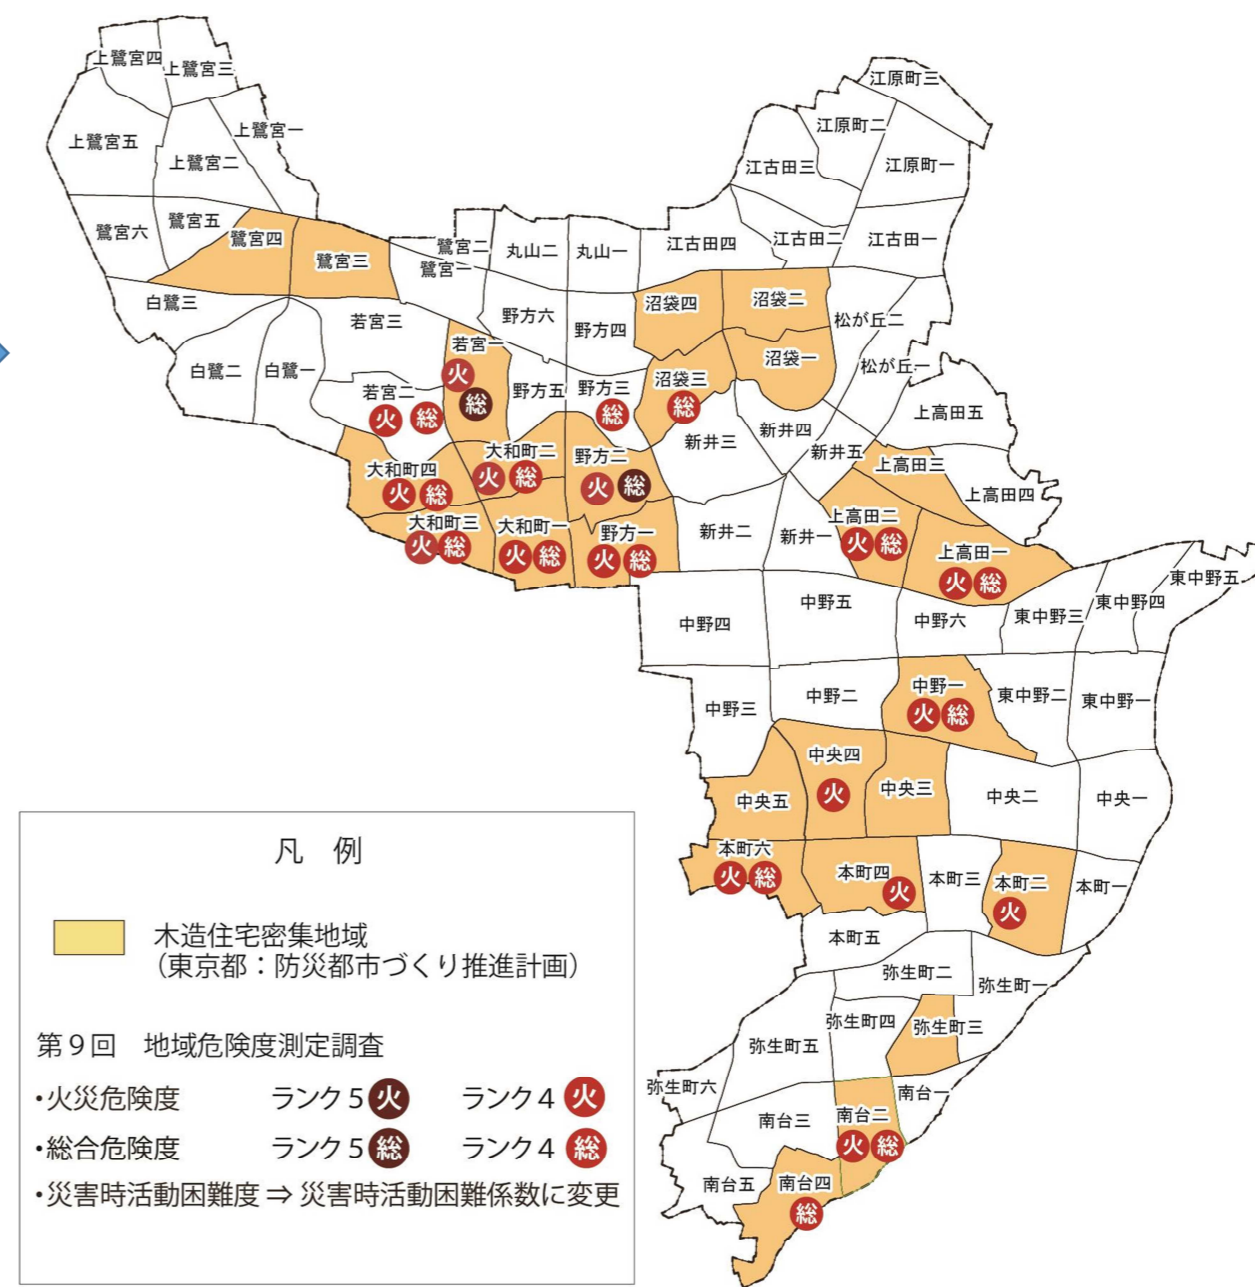 上鷺宮四
上鷺宮三
江原町三
上鷺宮一
江原町二
上鷺宮五
上鷺宮二
江古田三
江原町一
鷺宮五
鷺宮六
鷺宮四
鷺宮三
鷺宮二
鷺宮一
丸山二
丸山一
江古田四
江古田二
江古田一
白鷺三
若宮三
野方六
野方四
沼袋四
沼袋二
松が丘二
若宮一
火
総
沼袋一
松が丘一
白鷺二
白鷺一
若宮二
火 総
野方五
野方三
総
沼袋三
総
新井三
新井四
新井五
上高田五
大和町四
火 総
大和町二
火 総
野方二
火 総
上高田三
上高田四
大和町三
火 総
大和町一
火 総
野方一
火 総
新井二
新井一
上高田二
火 総
上高田一
火 総
中野五
中野四
中野六
東中野三
東中野四
東中野五
中野三
中野二
中野一
火 総
東中野二
東中野一
中央五
中央四
火
中央三
中央二
中央一
本町六
火 総
本町四
火
本町三
本町二
火
本町一
本町五
弥生町二
弥生町一
弥生町五
弥生町四
弥生町三
弥生町六
南台三
南台二
火 総
南台一
南台五
南台四
総
凡 例
木造住宅密集地域
（東京都：防災都市づくり推進計画）
第９回 地域危険度測定調査
・火災危険度 ランク５ 火 ランク４ 火
・総合危険度 ランク５ 総 ランク４ 総
・災害時活動困難度 ⇒ 災害時活動困難係数に変更